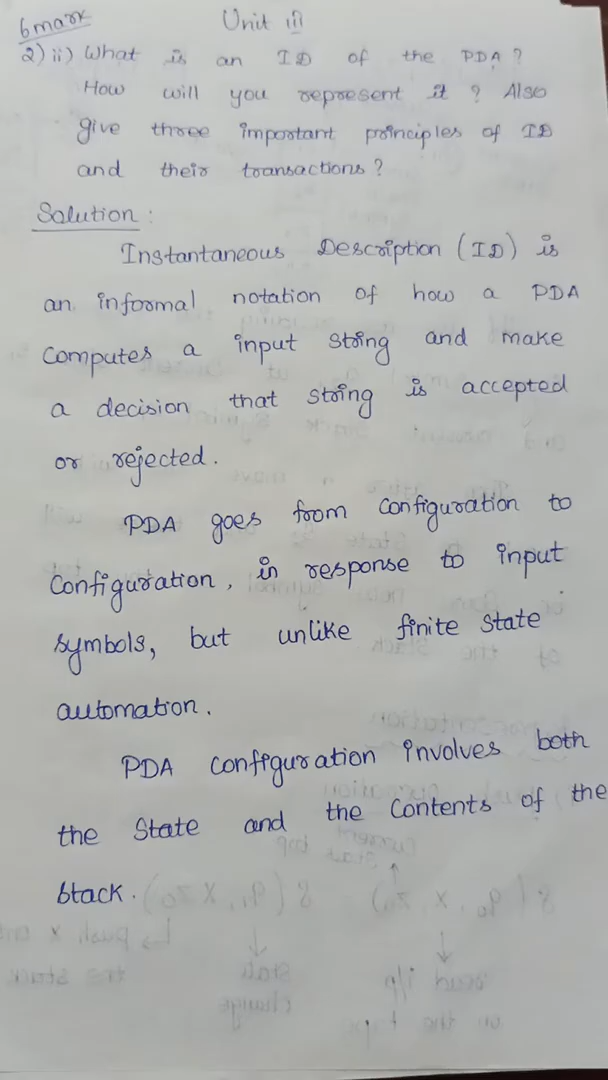 6mark
Unit iii
2) ii) What is an ID of the PDA?
How will you represent it? Also
give three important principles of ID
and their transactions?
Solution:
Instantaneous Description (ID) is
an informal notation of how a PDA
computes a input string and make
a decision that string is accepted
or rejected.
PDA goes from configuration to
configuration, in response to input
symbols, but unlike finite state
automation.
PDA configuration involves both
the state and the contents of the
stack.